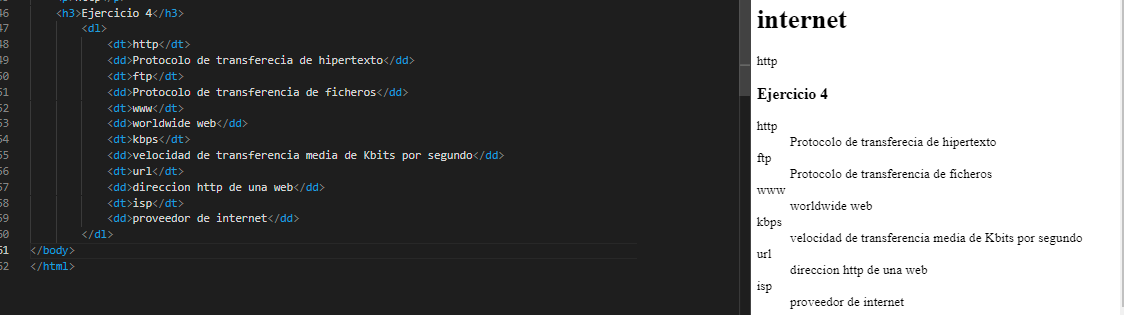 46 <h3>Ejercicio 4</h3>
47 <dl>
48 <dt>http</dt>
49 <dd>Protocolo de transferecia de hipertexto</dd>
50 <dt>ftp</dt>
51 <dd>Protocolo de transferencia de ficheros</dd>
52 <dt>www</dt>
53 <dd>worldwide web</dd>
54 <dt>kbps</dt>
55 <dd>velocidad de transferencia media de Kbits por segundo</dd>
56 <dt>url</dt>
57 <dd>direccion http de una web</dd>
58 <dt>isp</dt>
59 <dd>proveedor de internet</dd>
60 </dl>
61 </body>
62 </html>
internet
http
Ejercicio 4
http
Protocolo de transferecia de hipertexto
ftp
Protocolo de transferencia de ficheros
www
worldwide web
kbps
velocidad de transferencia media de Kbits por segundo
url
direccion http de una web
isp
proveedor de internet